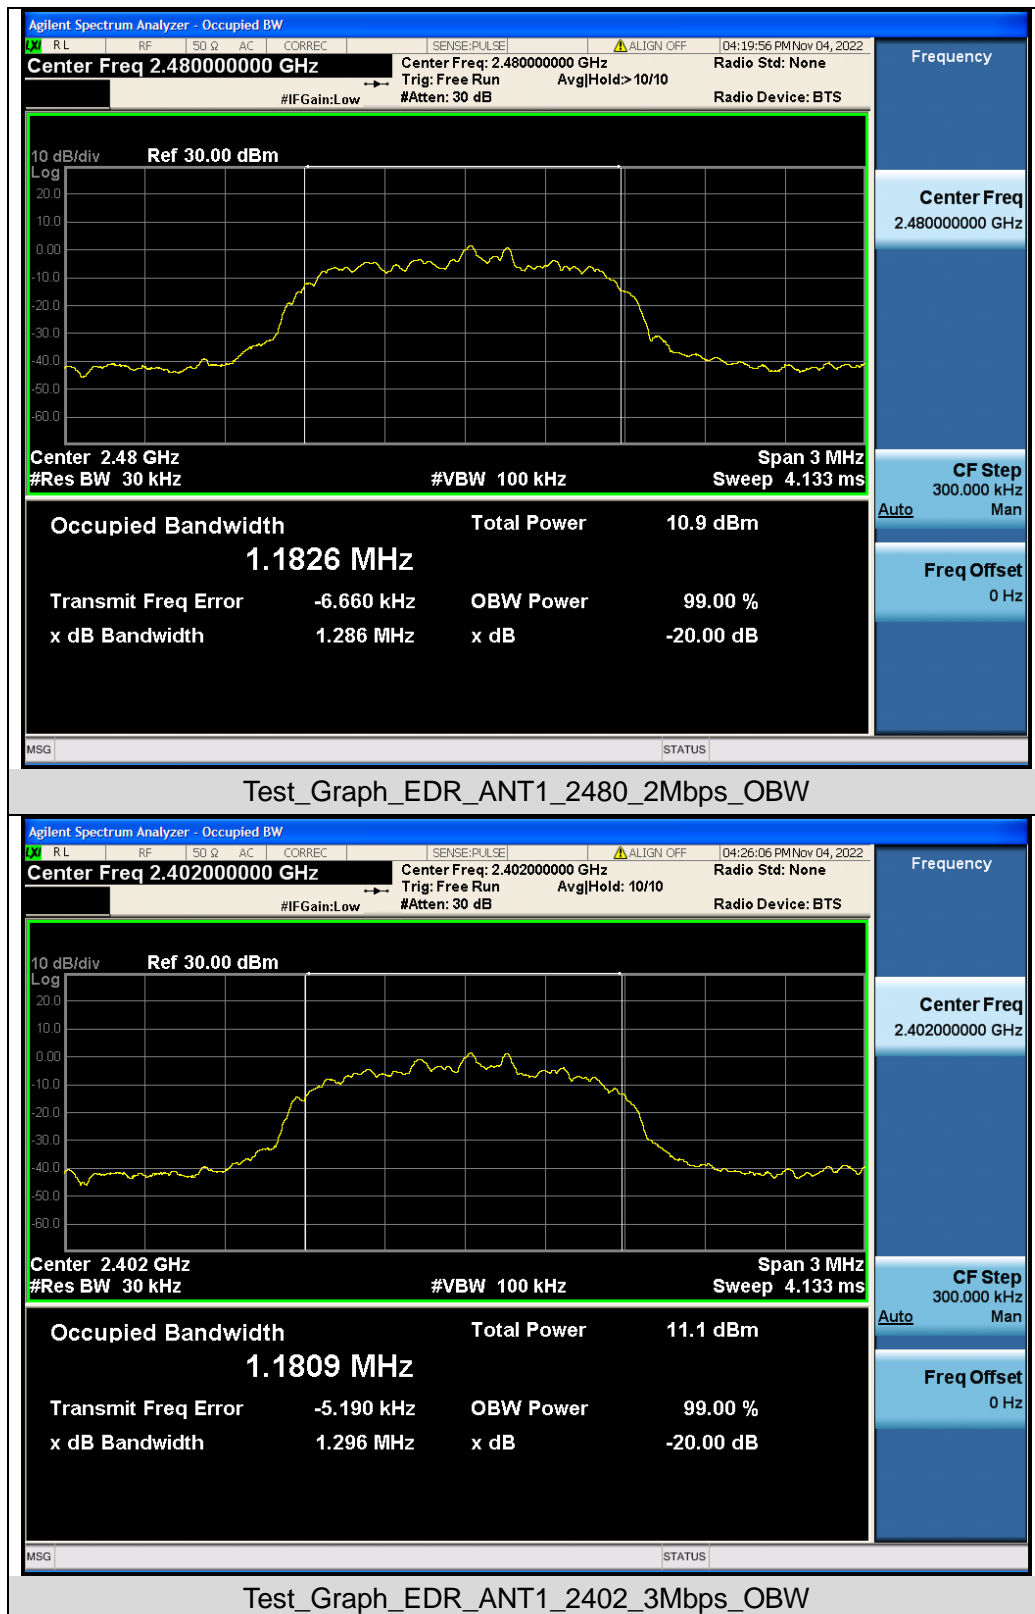 Agilent Spectrum Analyzer - Occupied BW
LXI RL RF 50 Ω AC CORREC SENSE:PULSE ALIGN OFF 04:19:56 PM Nov 04, 2022
Center Freq 2.480000000 GHz
Center Freq: 2.480000000 GHz
Radio Std: None
Trig: Free Run
Avg|Hold:>10/10
#IFGain:Low
#Atten: 30 dB
Radio Device: BTS
10 dB/div
Ref 30.00 dBm
Log
20.0
10.0
0.00
-10.0
-20.0
-30.0
-40.0
-50.0
-60.0
Center 2.48 GHz
Span 3 MHz
#Res BW 30 kHz
#VBW 100 kHz
Sweep 4.133 ms
Occupied Bandwidth
Total Power
10.9 dBm
1.1826 MHz
Transmit Freq Error
-6.660 kHz
OBW Power
99.00 %
x dB Bandwidth
1.286 MHz
x dB
-20.00 dB
MSG
STATUS
Frequency
Center Freq
2.480000000 GHz
CF Step
300.000 kHz
Auto Man
Freq Offset
0 Hz
Test_Graph_EDR_ANT1_2480_2Mbps_OBW
Agilent Spectrum Analyzer - Occupied BW
LXI RL RF 50 Ω AC CORREC SENSE:PULSE ALIGN OFF 04:26:06 PM Nov 04, 2022
Center Freq 2.402000000 GHz
Center Freq: 2.402000000 GHz
Radio Std: None
Trig: Free Run
Avg|Hold: 10/10
#IFGain:Low
#Atten: 30 dB
Radio Device: BTS
10 dB/div
Ref 30.00 dBm
Log
20.0
10.0
0.00
-10.0
-20.0
-30.0
-40.0
-50.0
-60.0
Center 2.402 GHz
Span 3 MHz
#Res BW 30 kHz
#VBW 100 kHz
Sweep 4.133 ms
Occupied Bandwidth
Total Power
11.1 dBm
1.1809 MHz
Transmit Freq Error
-5.190 kHz
OBW Power
99.00 %
x dB Bandwidth
1.296 MHz
x dB
-20.00 dB
MSG
STATUS
Frequency
Center Freq
2.402000000 GHz
CF Step
300.000 kHz
Auto Man
Freq Offset
0 Hz
Test_Graph_EDR_ANT1_2402_3Mbps_OBW